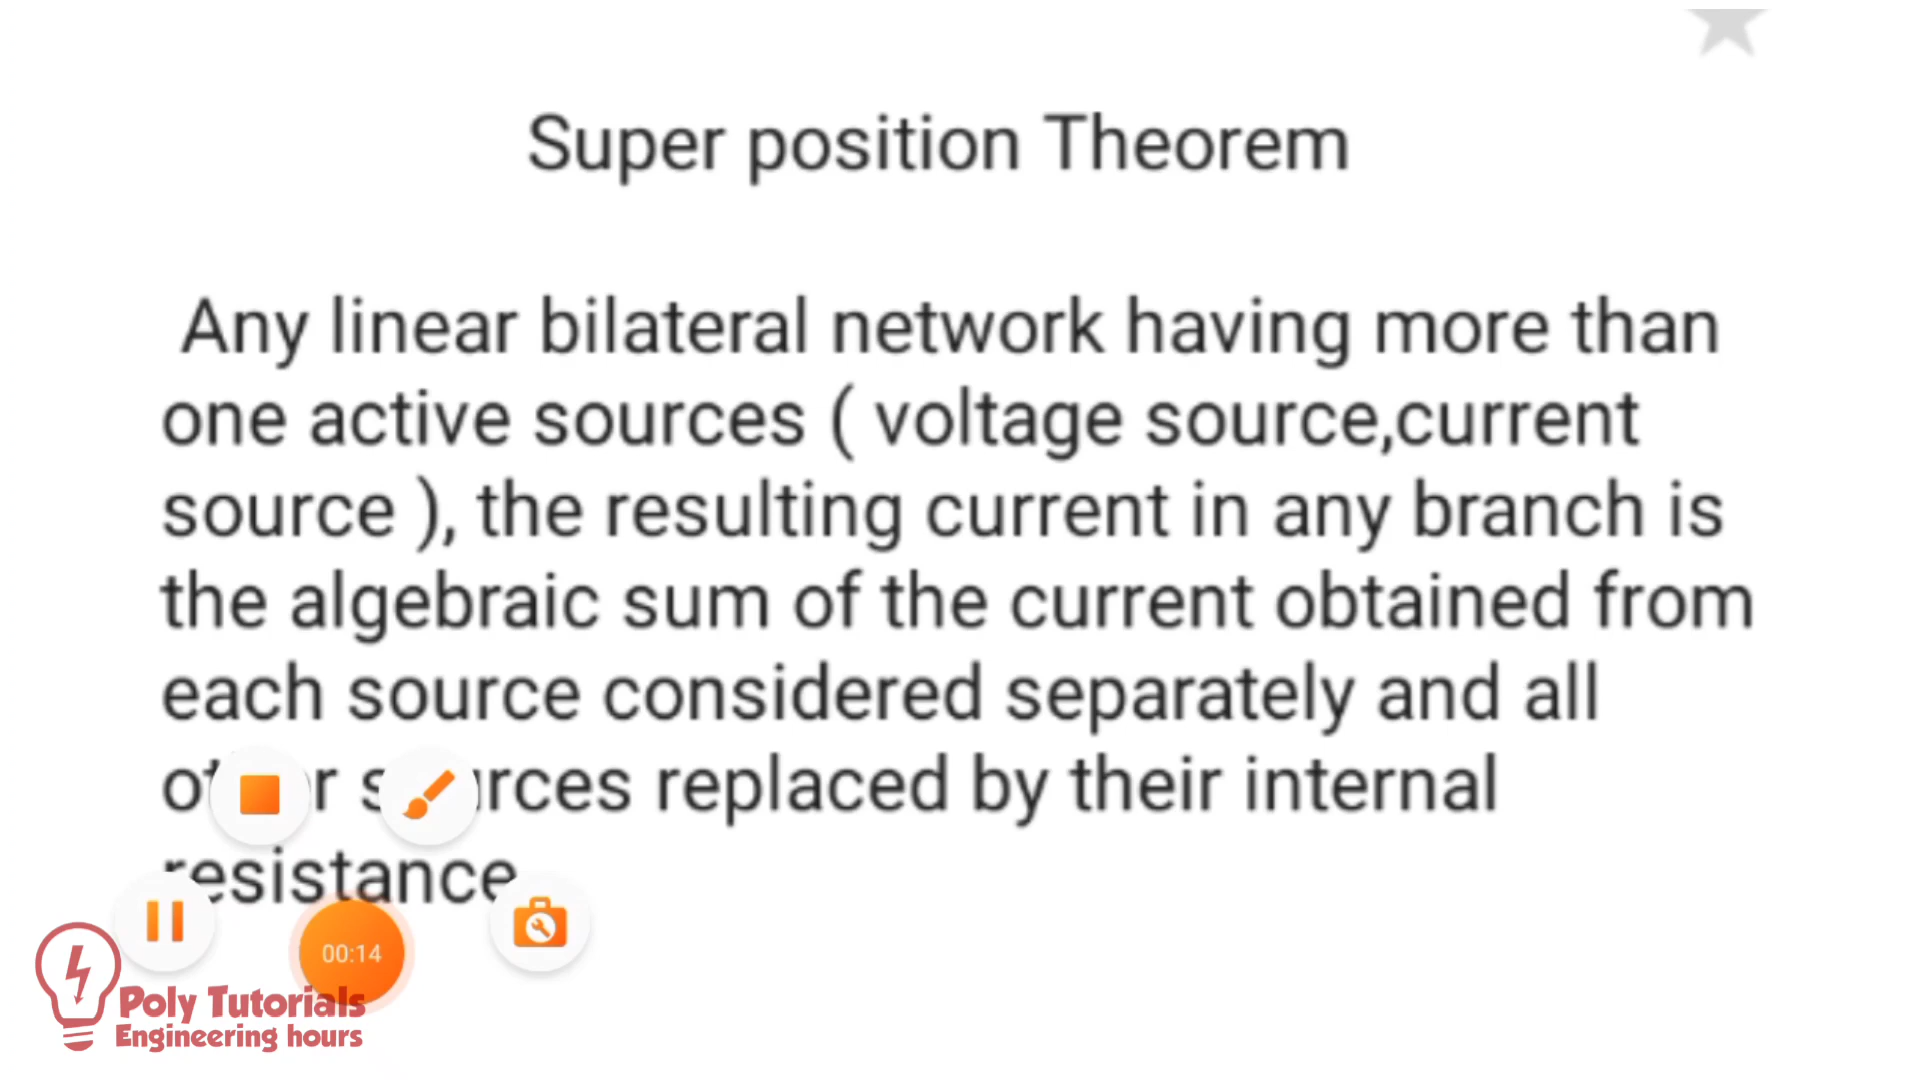 Super position Theorem
Any linear bilateral network having more than
one active sources ( voltage source,current
source ), the resulting current in any branch is
the algebraic sum of the current obtained from
each source considered separately and all
replaced by their internal
resistance
00:14
Poly Tutorials
Engineering hours